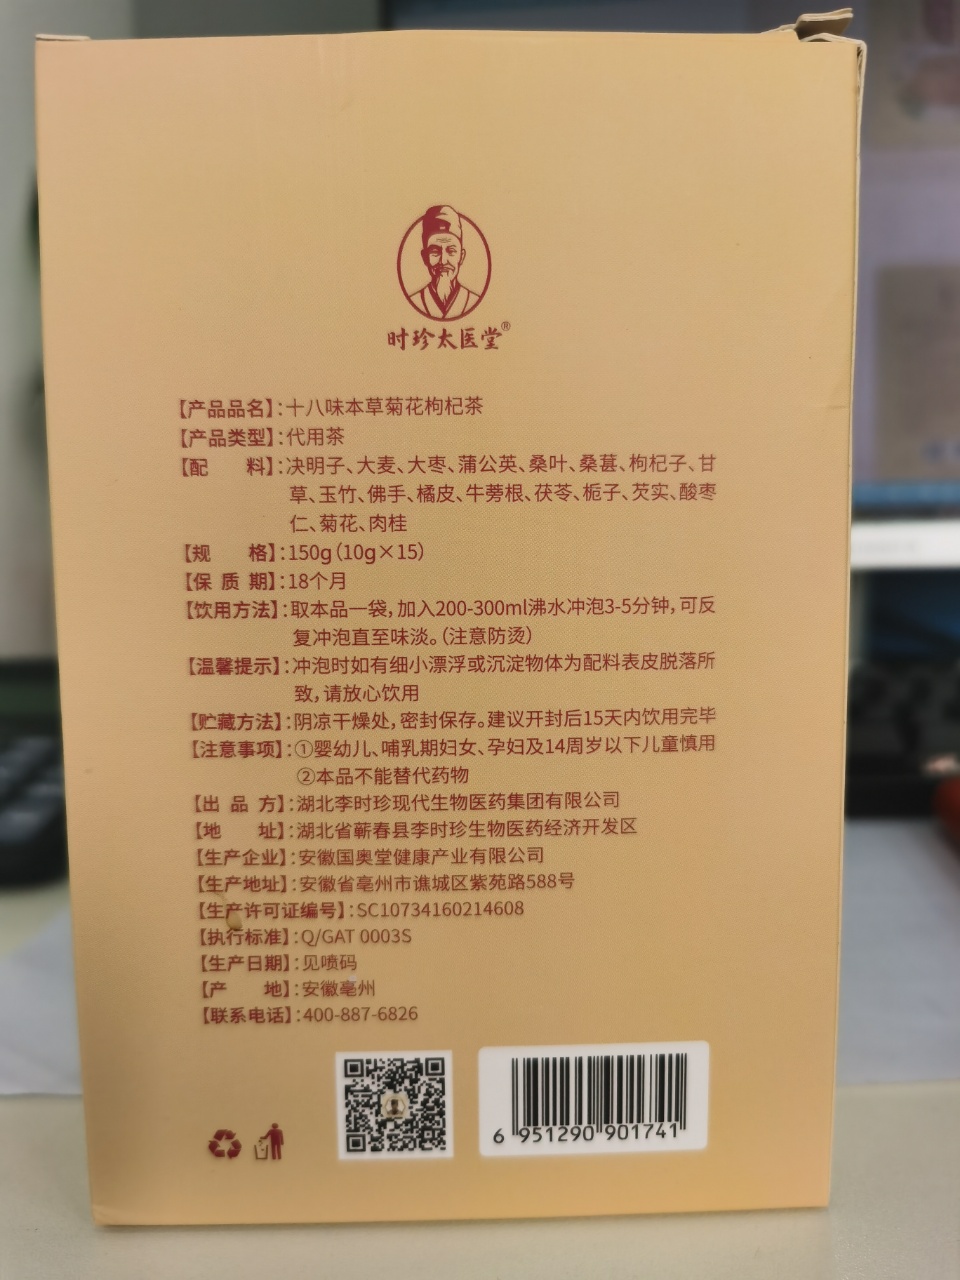 时珍太医堂®
【产品品名】：十八味本草菊花枸杞茶
【产品类型】：代用茶
【配 料】：决明子、大麦、大枣、蒲公英、桑叶、桑葚、枸杞子、甘
草、玉竹、佛手、橘皮、牛蒡根、茯苓、栀子、芡实、酸枣
仁、菊花、肉桂
【规 格】：150g（10g×15）
【保 质 期】：18个月
【饮用方法】：取本品一袋，加入200-300ml沸水冲泡3-5分钟，可反
复冲泡直至味淡。（注意防烫）
【温馨提示】：冲泡时如有细小漂浮或沉淀物体为配料表皮脱落所
致，请放心饮用
【贮藏方法】：阴凉干燥处，密封保存。建议开封后15天内饮用完毕
【注意事项】：①婴幼儿、哺乳期妇女、孕妇及14周岁以下儿童慎用
②本品不能替代药物
【出 品 方】：湖北李时珍现代生物医药集团有限公司
【地 址】：湖北省蕲春县李时珍生物医药经济开发区
【生产企业】：安徽国奥堂健康产业有限公司
【生产地址】：安徽省亳州市谯城区紫苑路588号
【生产许可证编号】：SC10734160214608
【执行标准】：Q/GAT 0003S
【生产日期】：见喷码
【产 地】：安徽亳州
【联系电话】：400-887-6826
6 951290 901741